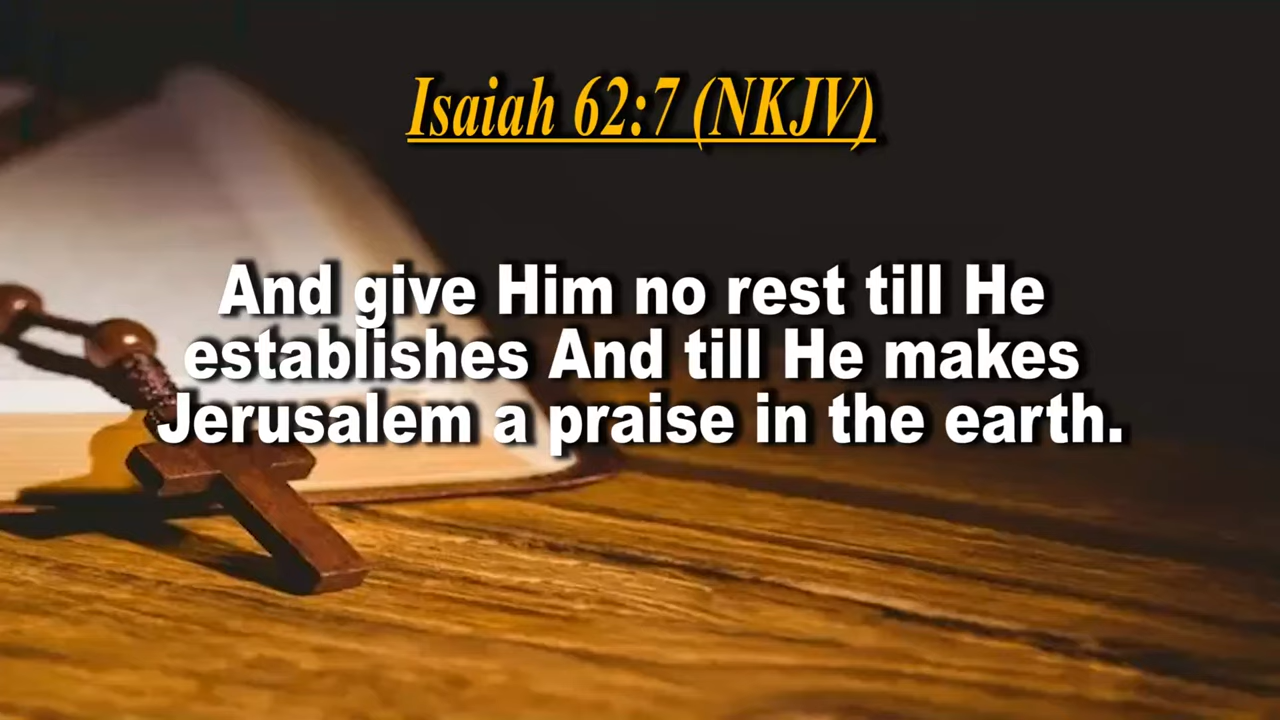 Isaiah 62:7 (NKJV)
And give Him no rest till He
establishes And till He makes
Jerusalem a praise in the earth.